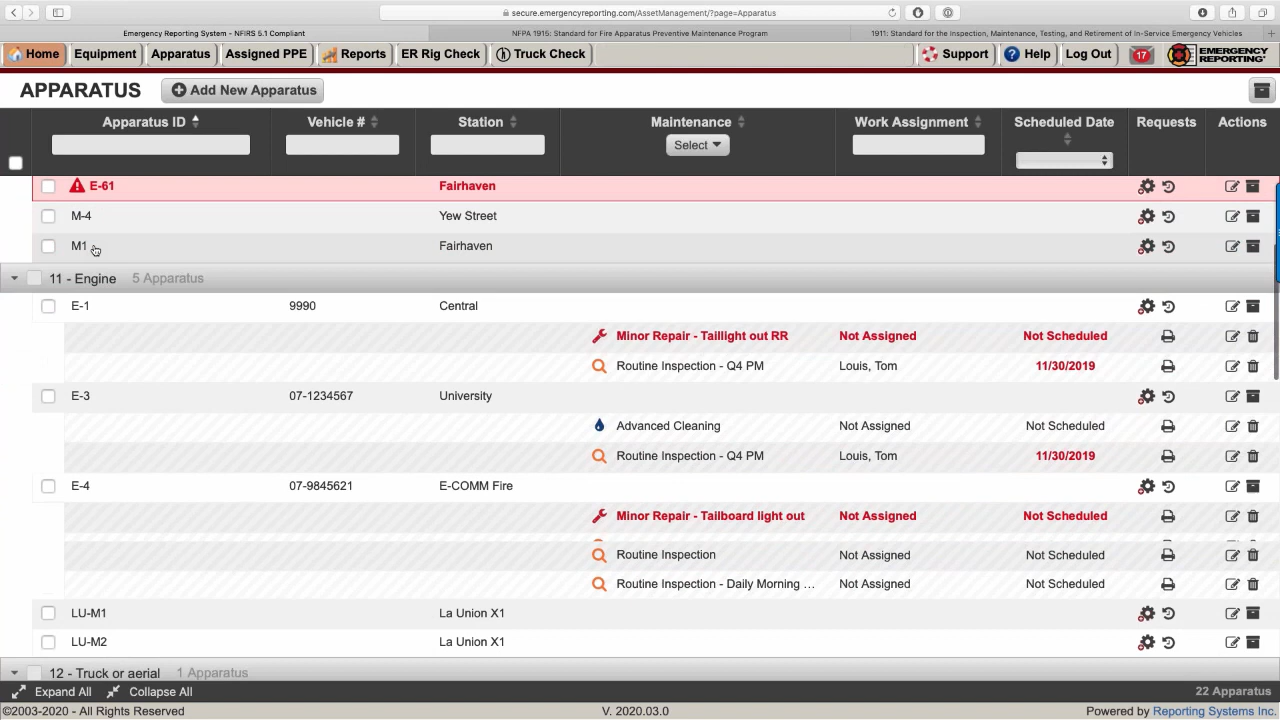 secure.emergencyreporting.com/AssetManagement/?page=Apparatus
Emergency Reporting System - NFIRS 5.1 Compliant
NFPA 1915: Standard for Fire Apparatus Preventive Maintenance Program
1911: Standard for the Inspection, Maintenance, Testing, and Retirement of In-Service Emergency Vehicles
Home Equipment Apparatus Assigned PPE Reports ER Rig Check Truck Check Support Help Log Out 17 EMERGENCY REPORTING
APPARATUS Add New Apparatus
Apparatus ID Vehicle # Station Maintenance Work Assignment Scheduled Date Requests Actions
Select
E-61 Fairhaven
M-4 Yew Street
M1 Fairhaven
11 - Engine 5 Apparatus
E-1 9990 Central
Minor Repair - Taillight out RR Not Assigned Not Scheduled
Routine Inspection - Q4 PM Louis, Tom 11/30/2019
E-3 07-1234567 University
Advanced Cleaning Not Assigned Not Scheduled
Routine Inspection - Q4 PM Louis, Tom 11/30/2019
E-4 07-9845621 E-COMM Fire
Minor Repair - Tailboard light out Not Assigned Not Scheduled
Routine Inspection Not Assigned Not Scheduled
Routine Inspection - Daily Morning ... Not Assigned Not Scheduled
LU-M1 La Union X1
LU-M2 La Union X1
12 - Truck or aerial 1 Apparatus
Expand All Collapse All 22 Apparatus
©2003-2020 - All Rights Reserved V. 2020.03.0 Powered by Reporting Systems Inc.